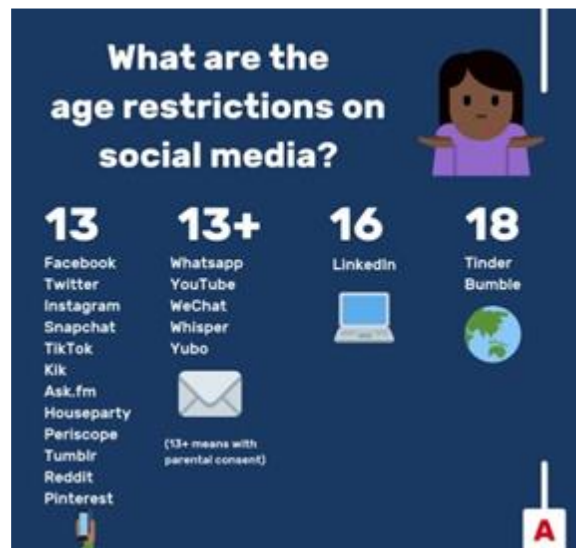 What are the
age restrictions on
social media?
13
Facebook
Twitter
Instagram
Snapchat
TikTok
Kik
Ask.fm
Houseparty
Periscope
Tumblr
Reddit
Pinterest
13+
Whatsapp
YouTube
WeChat
Whisper
Yubo
(13+ means with
parental consent)
16
LinkedIn
18
Tinder
Bumble
A